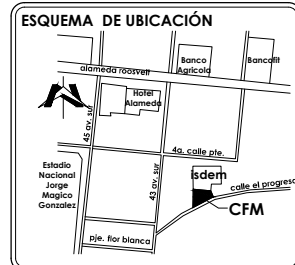 ESQUEMA DE UBICACIÓN
Banco
Agricola
Bancofit
alameda roosvelt
Hotel
Alameda
45 av. sur
4a. calle pte.
Estadio
Nacional
Jorge
Magico
Gonzalez
43 av. sur
isdem
calle el progreso
CFM
pje. flor blanca